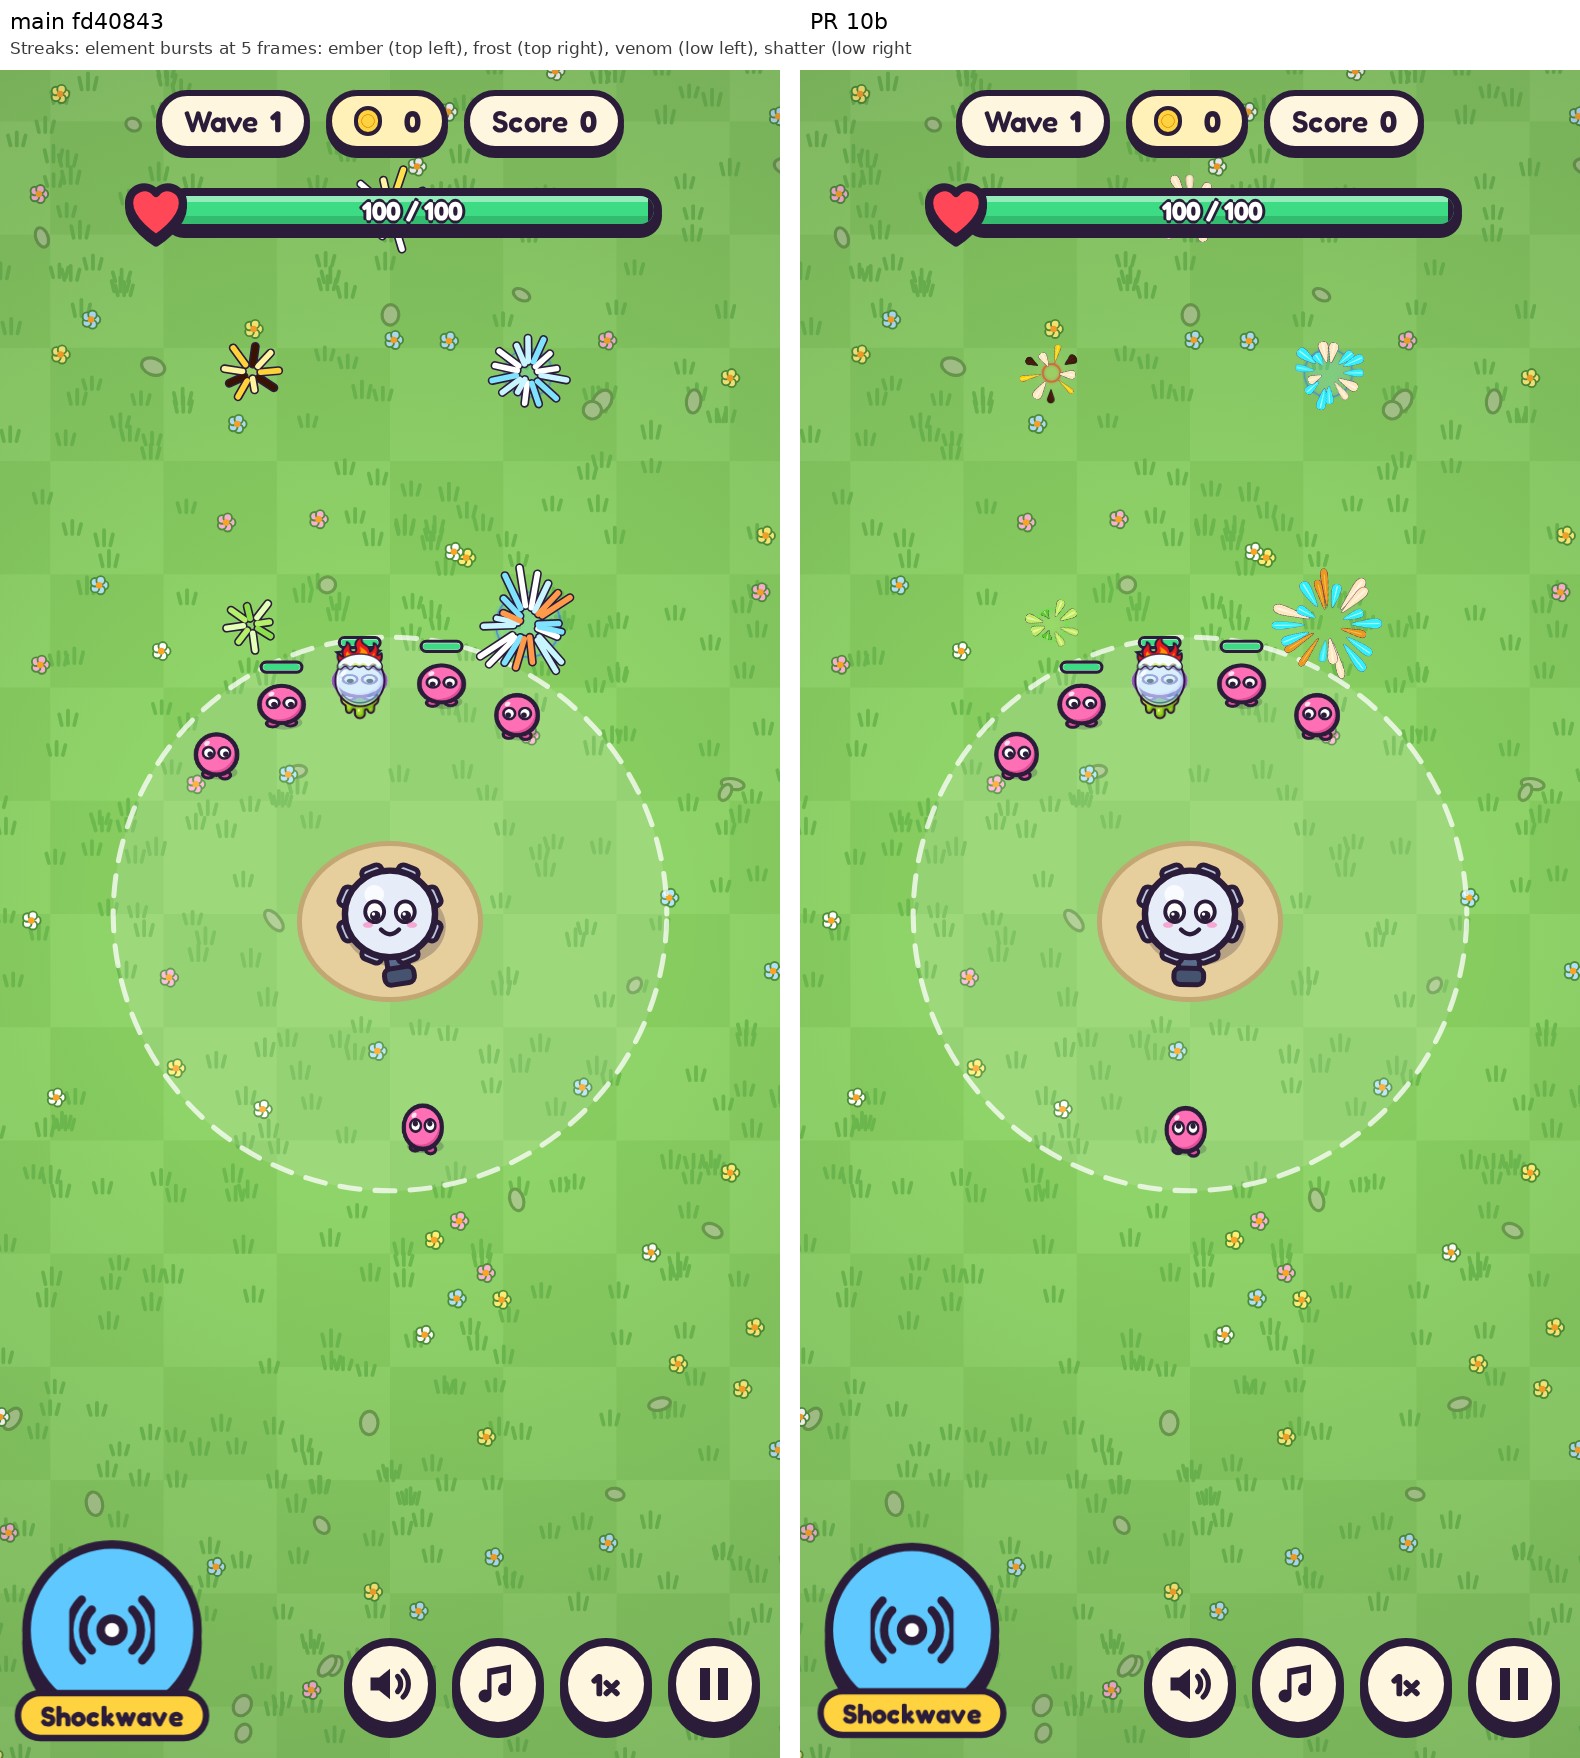 main fd40843
PR 10b
Streaks: element bursts at 5 frames: ember (top left), frost (top right), venom (low left), shatter (low right
Wave 1
0
Score 0
100/100
Shockwave
1x
Wave 1
0
Score 0
100/100
Shockwave
1x